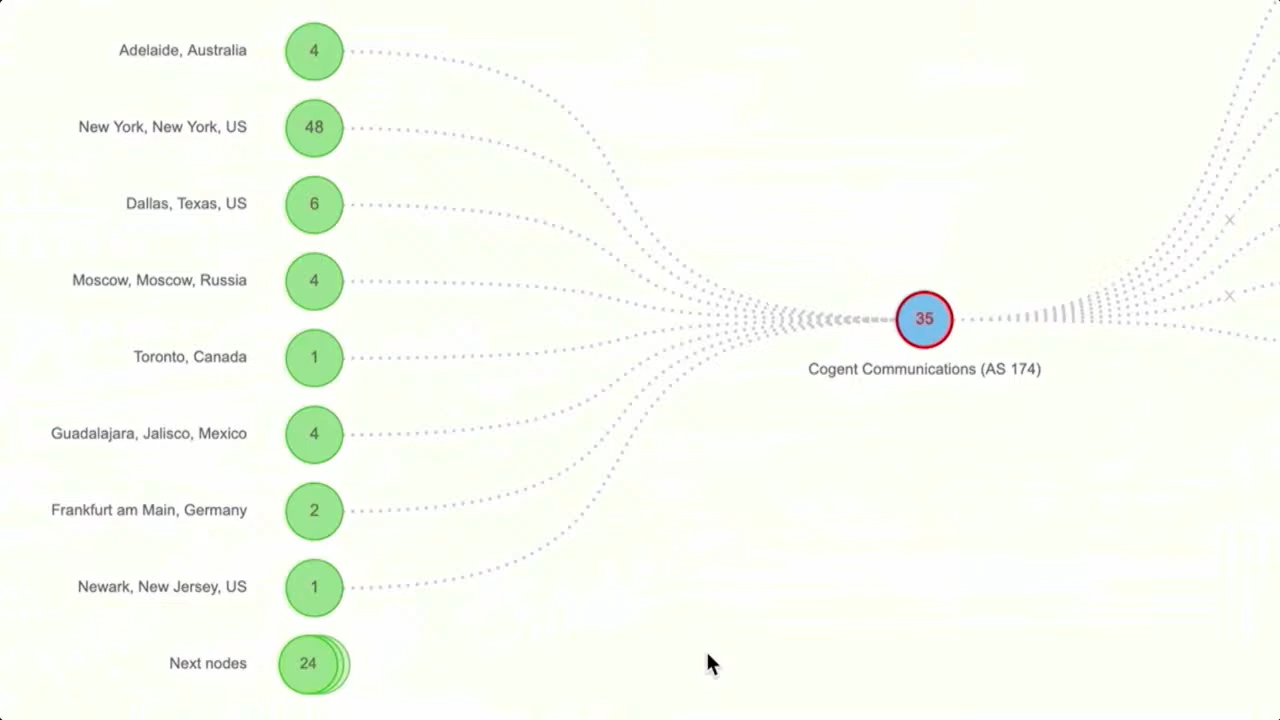 Adelaide, Australia 4
New York, New York, US 48
Dallas, Texas, US 6
Moscow, Moscow, Russia 4
Toronto, Canada 1
Guadalajara, Jalisco, Mexico 4
Frankfurt am Main, Germany 2
Newark, New Jersey, US 1
Next nodes 24
35
Cogent Communications (AS 174)